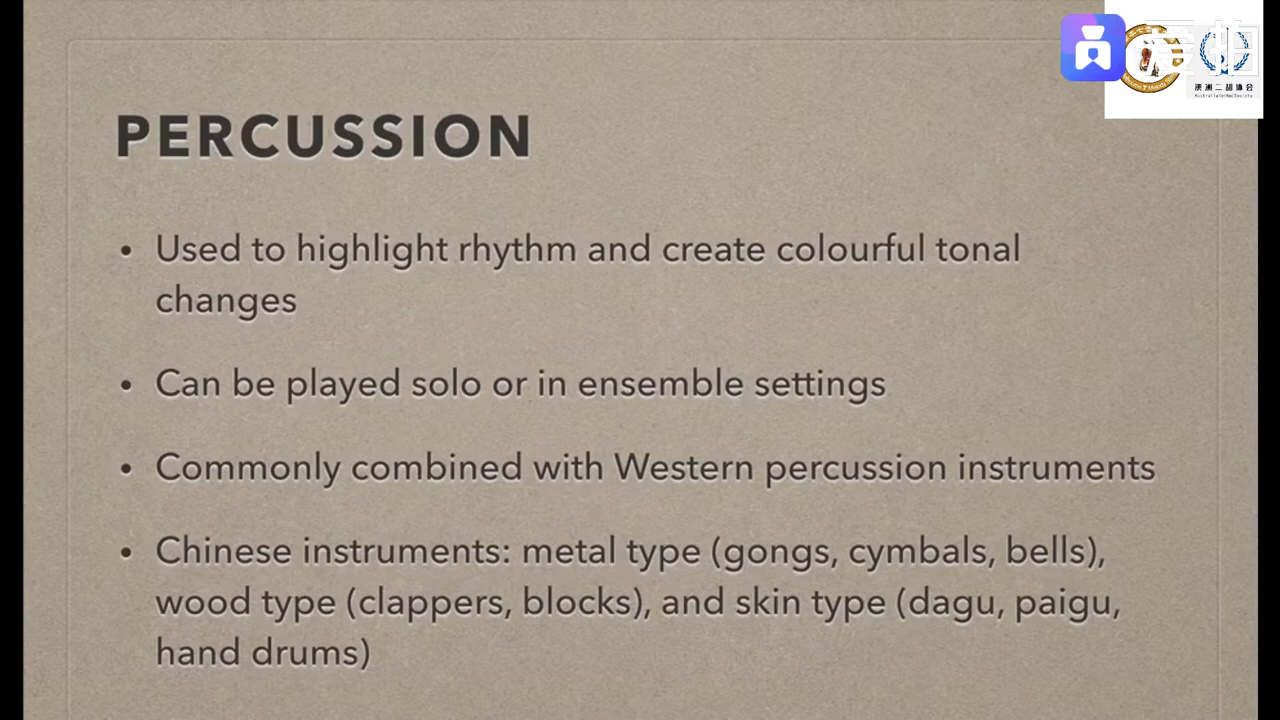 爱拍
澳洲二胡协会
PERCUSSION
• Used to highlight rhythm and create colourful tonal
changes
• Can be played solo or in ensemble settings
• Commonly combined with Western percussion instruments
• Chinese instruments: metal type (gongs, cymbals, bells),
wood type (clappers, blocks), and skin type (dagu, paigu,
hand drums)